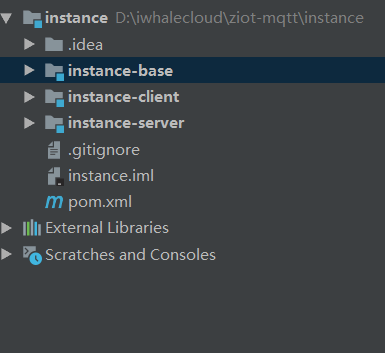 instance D:\iwhalecloud\ziot-mqtt\instance
.idea
instance-base
instance-client
instance-server
.gitignore
instance.iml
pom.xml
External Libraries
Scratches and Consoles